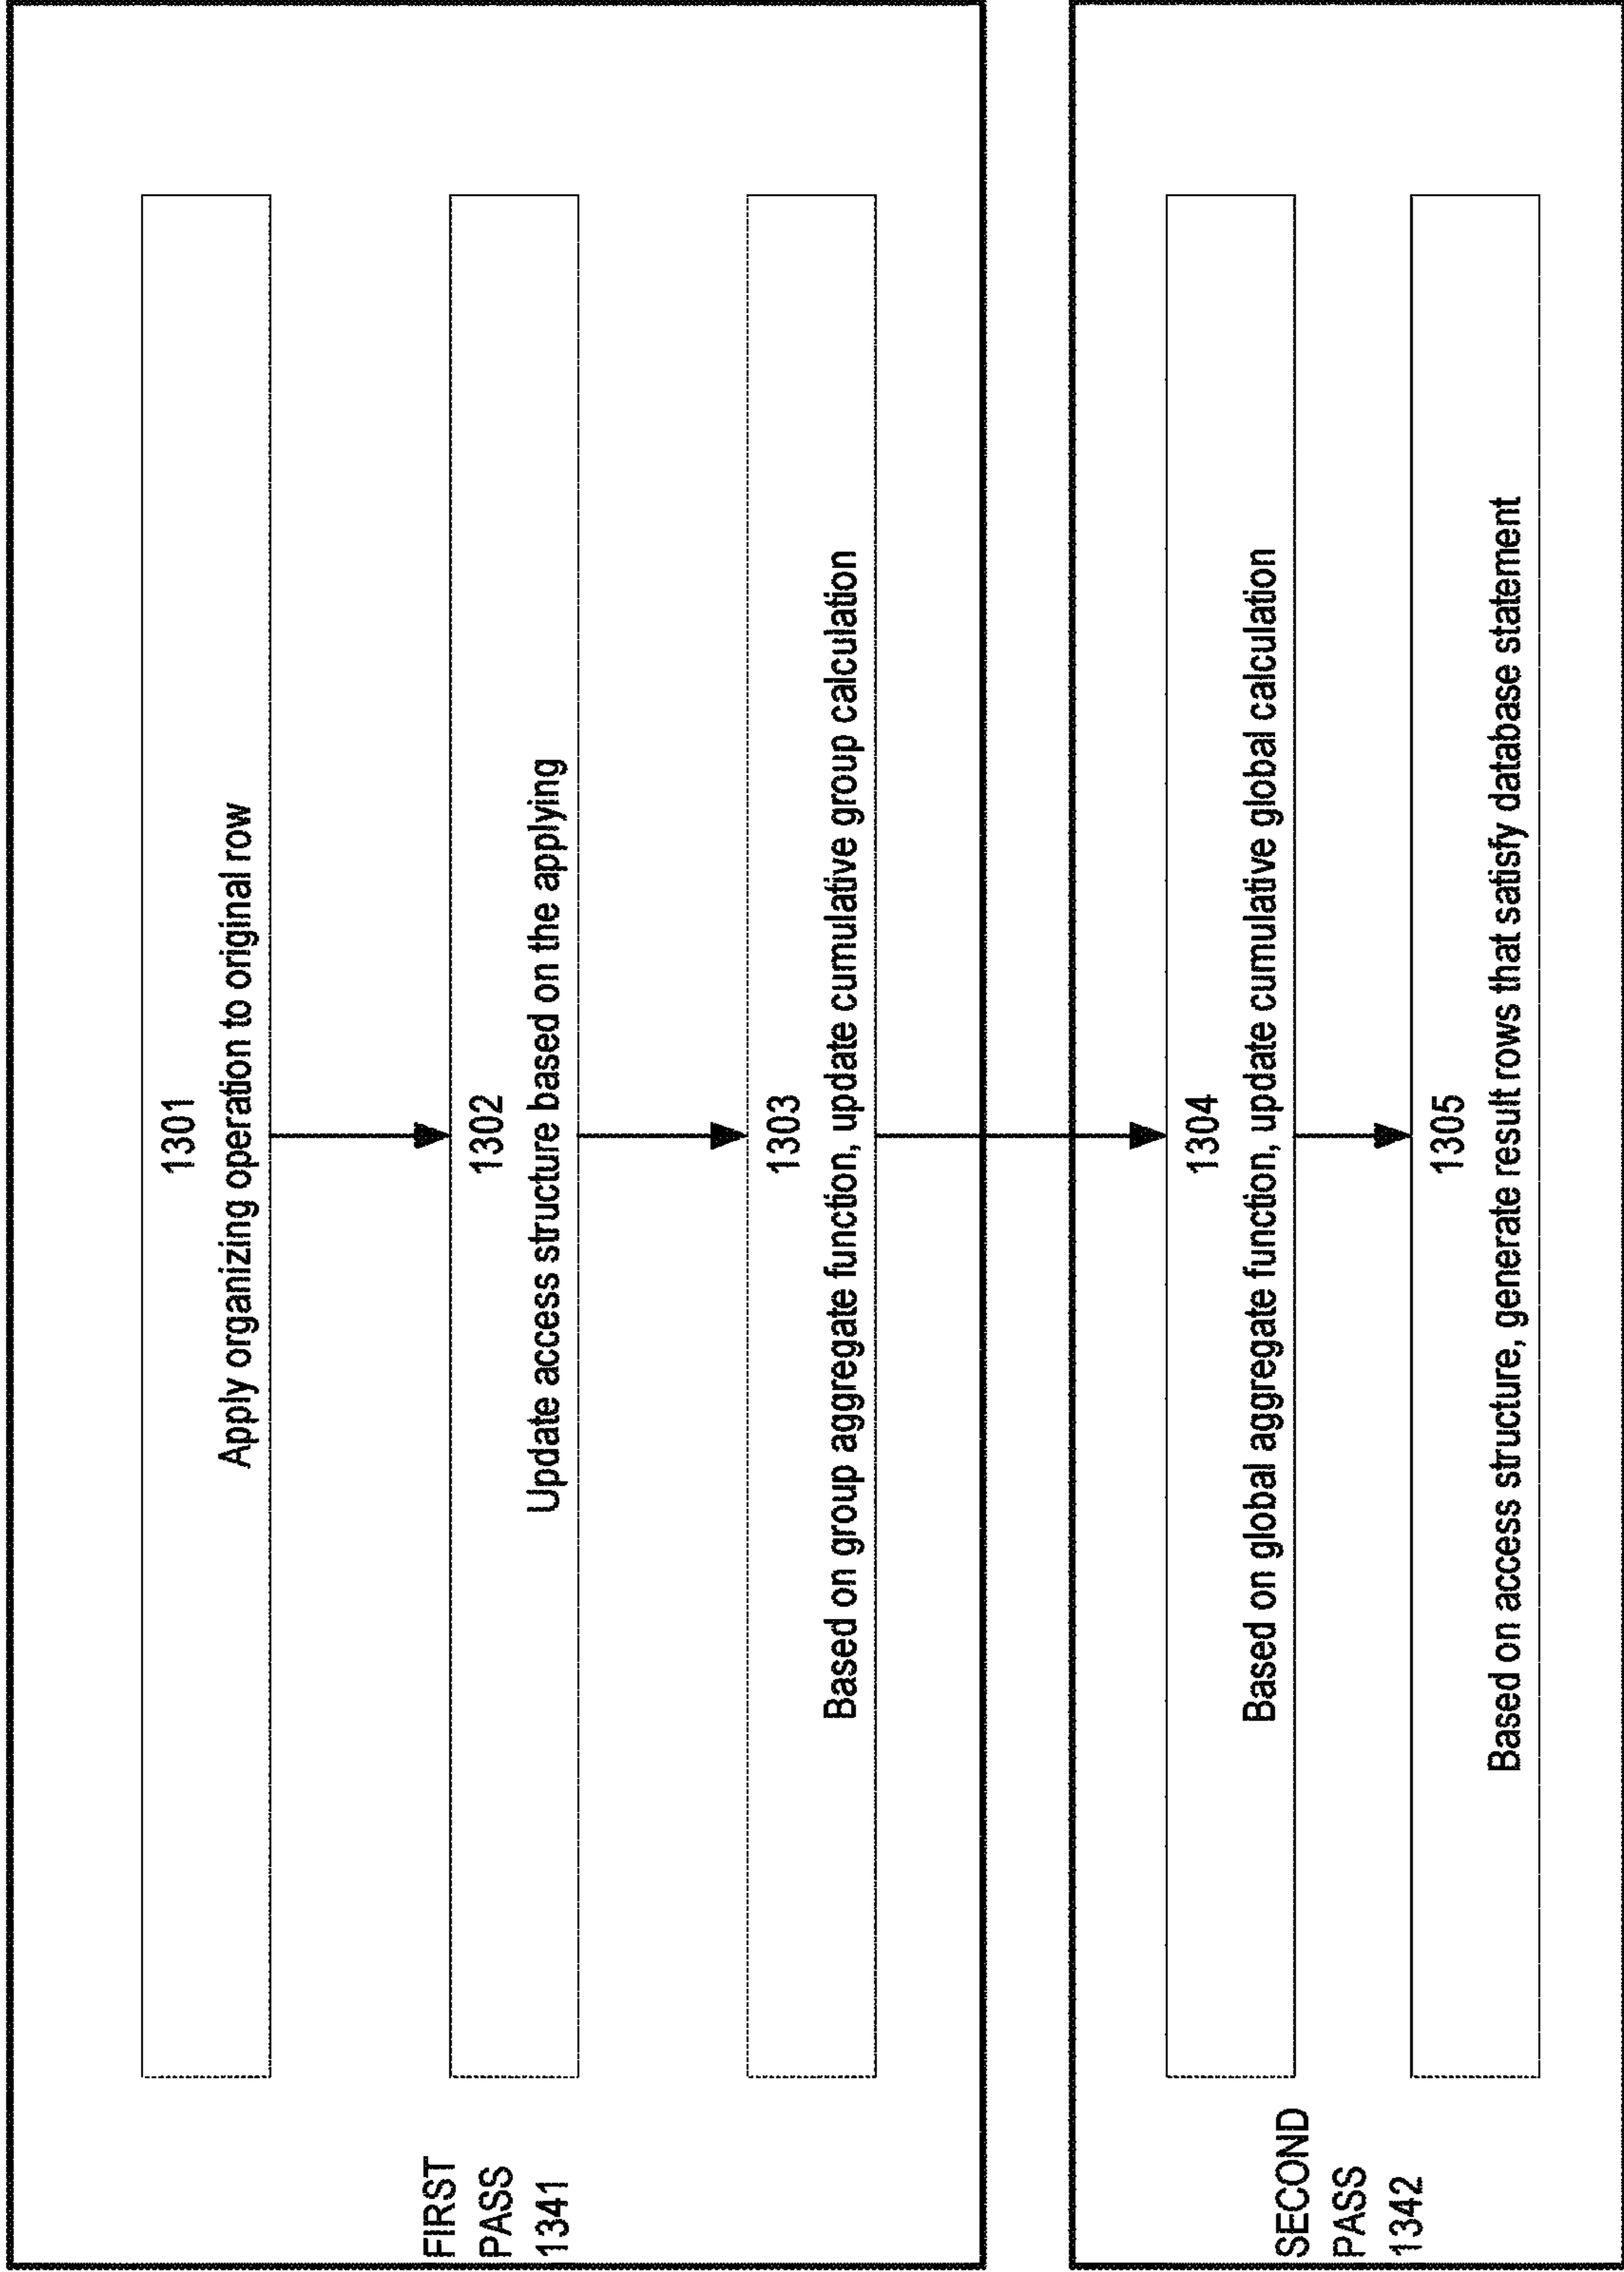 FIRST
PASS
1341
1301
Apply organizing operation to original row
1302
Update access structure based on the applying
1303
Based on group aggregate function, update cumulative group calculation
SECOND
PASS
1342
1304
Based on global aggregate function, update cumulative global calculation
1305
Based on access structure, generate result rows that satisfy database statement